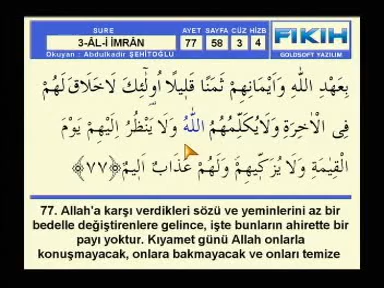 SURE AYET SAYFA CÜZ HİZB
3-ÂL-İ İMRÂN 77 58 3 4
Okuyan : Abdulkadir ŞEHİTOĞLU
FIKIH
GOLDSOFT YAZILIM
بِعَهْدِ اللّٰهِ وَاَيْمَانِهِمْ ثَمَنًا قَلٖيلًا اُو۬لٰٓئِكَ لَاخَلَاقَ لَهُمْ
فِى الْاٰخِرَةِ وَلَايُكَلِّمُهُمُ اللّٰهُ وَلَا يَنْظُرُ اِلَيْهِمْ يَوْمَ
الْقِيٰمَةِ وَلَا يُزَكّٖيهِمْ وَلَهُمْ عَذَابٌ اَلٖيمٌ ﴿٧٧﴾
77. Allah'a karşı verdikleri sözü ve yeminlerini az bir
bedelle değiştirenlere gelince, işte bunların ahirette bir
payı yoktur. Kıyamet günü Allah onlarla
konuşmayacak, onlara bakmayacak ve onları temize